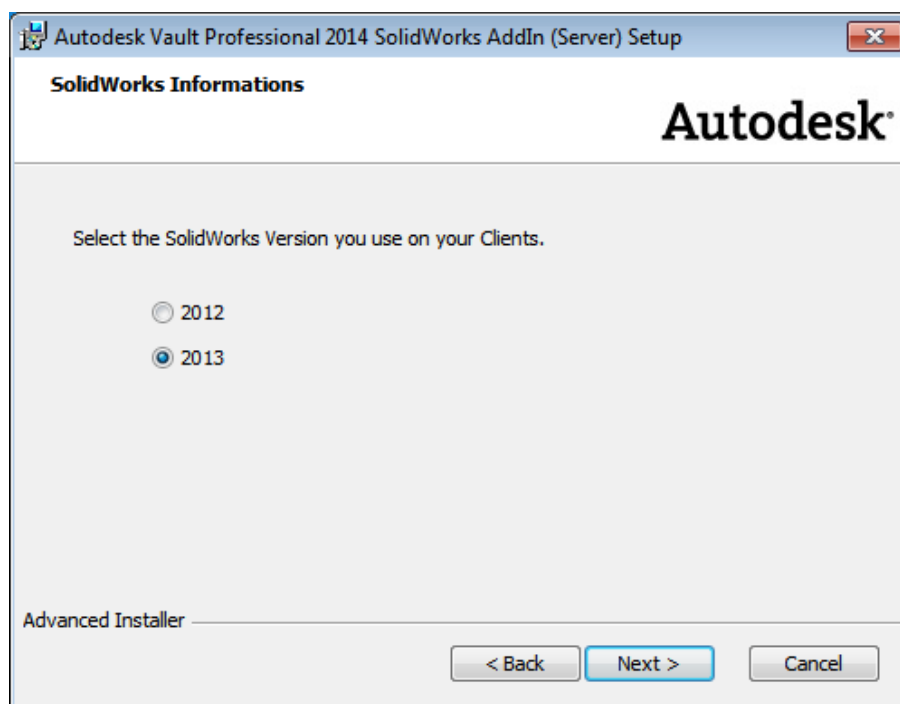 Autodesk Vault Professional 2014 SolidWorks AddIn (Server) Setup
SolidWorks Informations
Autodesk®
Select the SolidWorks Version you use on your Clients.
2012
2013
Advanced Installer
< Back Next > Cancel